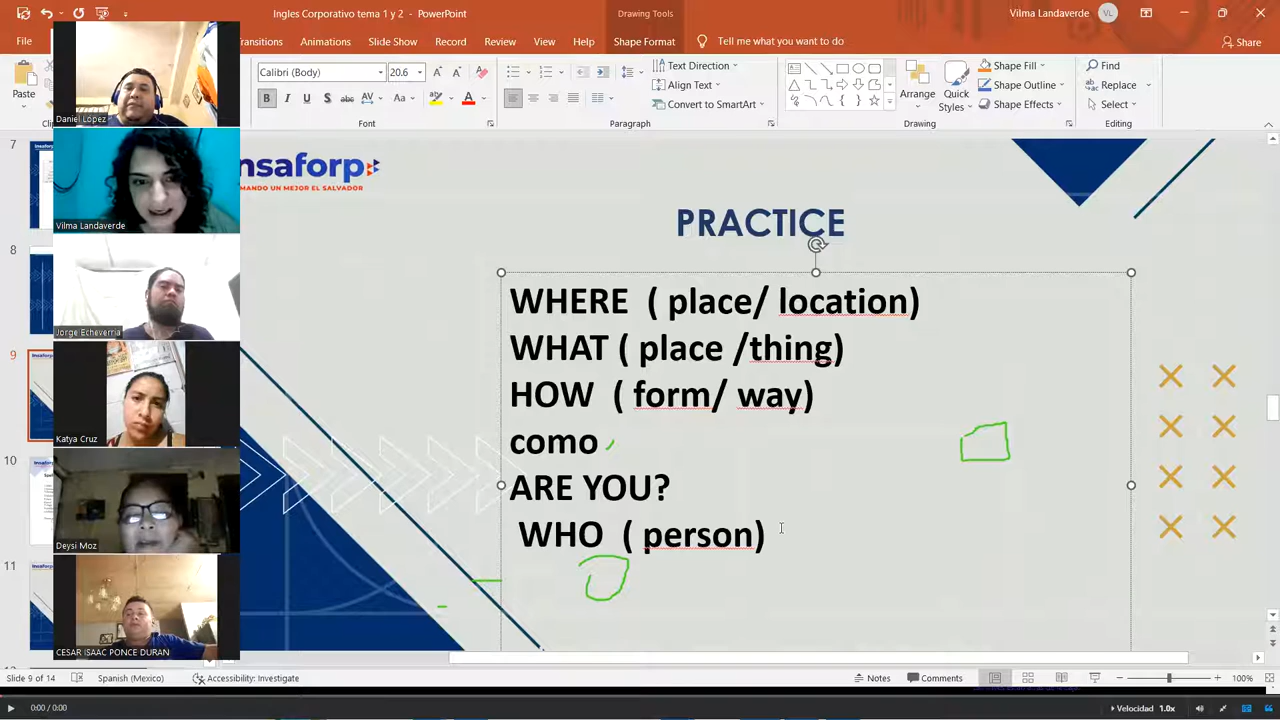 Ingles Corporativo tema 1 y 2 - PowerPoint
Drawing Tools
Vilma Landaverde
VL
File
Transitions
Animations
Slide Show
Record
Review
View
Help
Shape Format
Tell me what you want to do
Share
Paste
Calibri (Body)
20.6
Text Direction
Align Text
Convert to SmartArt
Arrange
Quick Styles
Shape Fill
Shape Outline
Shape Effects
Find
Replace
Select
Font
Paragraph
Drawing
Editing
Daniel López
Vilma Landaverde
Jorge Echeverria
Katya Cruz
Deysi Moz
CESAR ISAAC PONCE DURAN
7
8
9
10
11
nsaforp
MANDO UN MEJOR EL SALVADOR
PRACTICE
WHERE ( place/ location)
WHAT ( place /thing)
HOW ( form/ way)
como
ARE YOU?
WHO ( person)
Slide 9 of 14
Spanish (Mexico)
Accessibility: Investigate
Notes
Comments
100%
0:00 / 0:00
Velocidad 1.0x